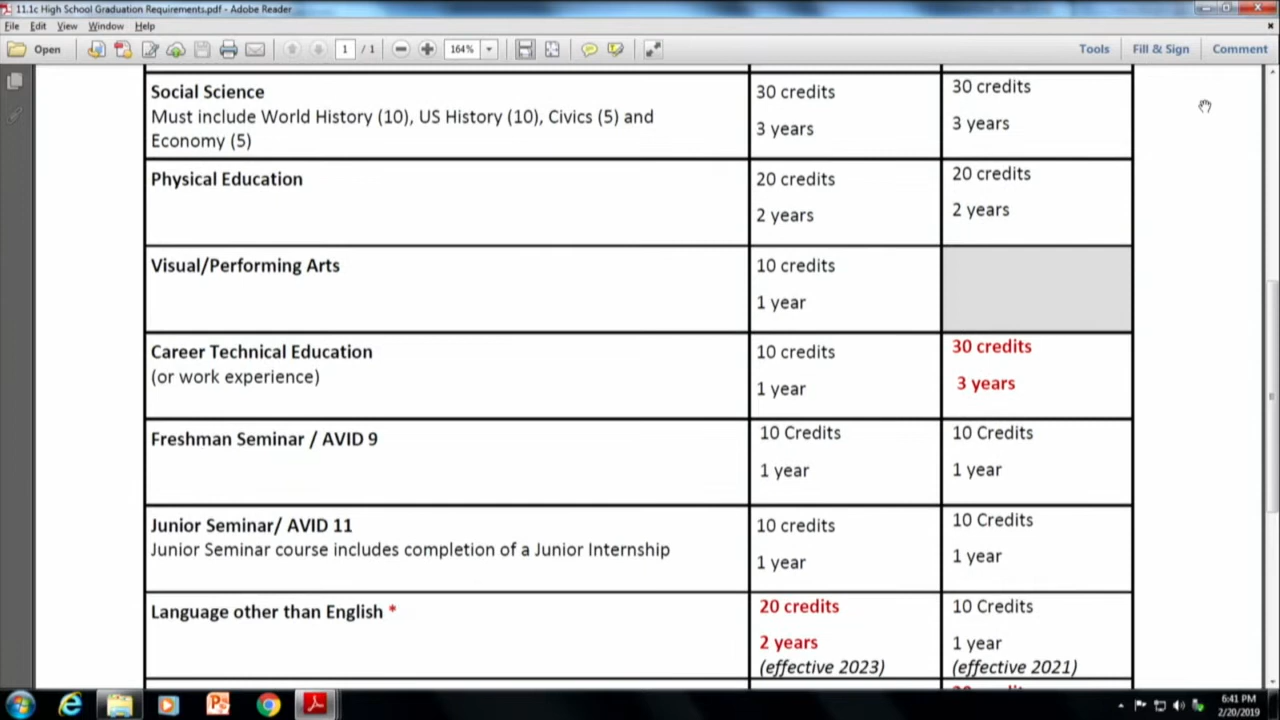 11.1c High School Graduation Requirements.pdf - Adobe Reader
File Edit View Window Help
Open 1 / 1 164% Tools Fill & Sign Comment
Social Science 30 credits 30 credits
Must include World History (10), US History (10), Civics (5) and 3 years 3 years
Economy (5)
Physical Education 20 credits 20 credits
2 years 2 years
Visual/Performing Arts 10 credits
1 year
Career Technical Education 10 credits 30 credits
(or work experience) 1 year 3 years
Freshman Seminar / AVID 9 10 Credits 10 Credits
1 year 1 year
Junior Seminar/ AVID 11 10 credits 10 Credits
Junior Seminar course includes completion of a Junior Internship 1 year 1 year
Language other than English * 20 credits 10 Credits
2 years 1 year
(effective 2023) (effective 2021)
6:41 PM
2/20/2019